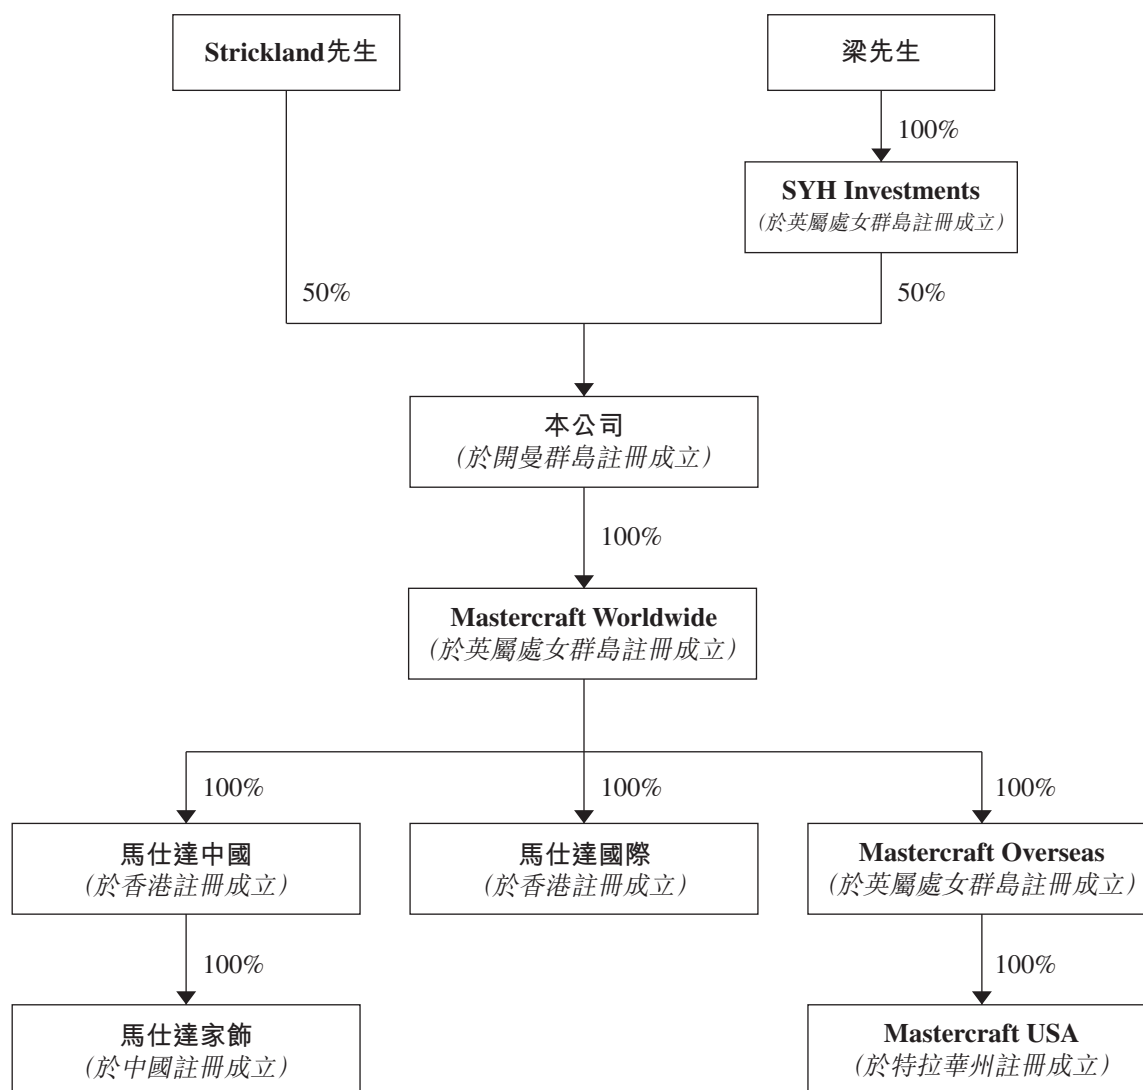 Strickland先生
梁先生
100%
SYH Investments
(於英屬處女群島註冊成立)
50%
50%
本公司
(於開曼群島註冊成立)
100%
Mastercraft Worldwide
(於英屬處女群島註冊成立)
100%
100%
100%
馬仕達中國
(於香港註冊成立)
馬仕達國際
(於香港註冊成立)
Mastercraft Overseas
(於英屬處女群島註冊成立)
100%
100%
馬仕達家飾
(於中國註冊成立)
Mastercraft USA
(於特拉華州註冊成立)